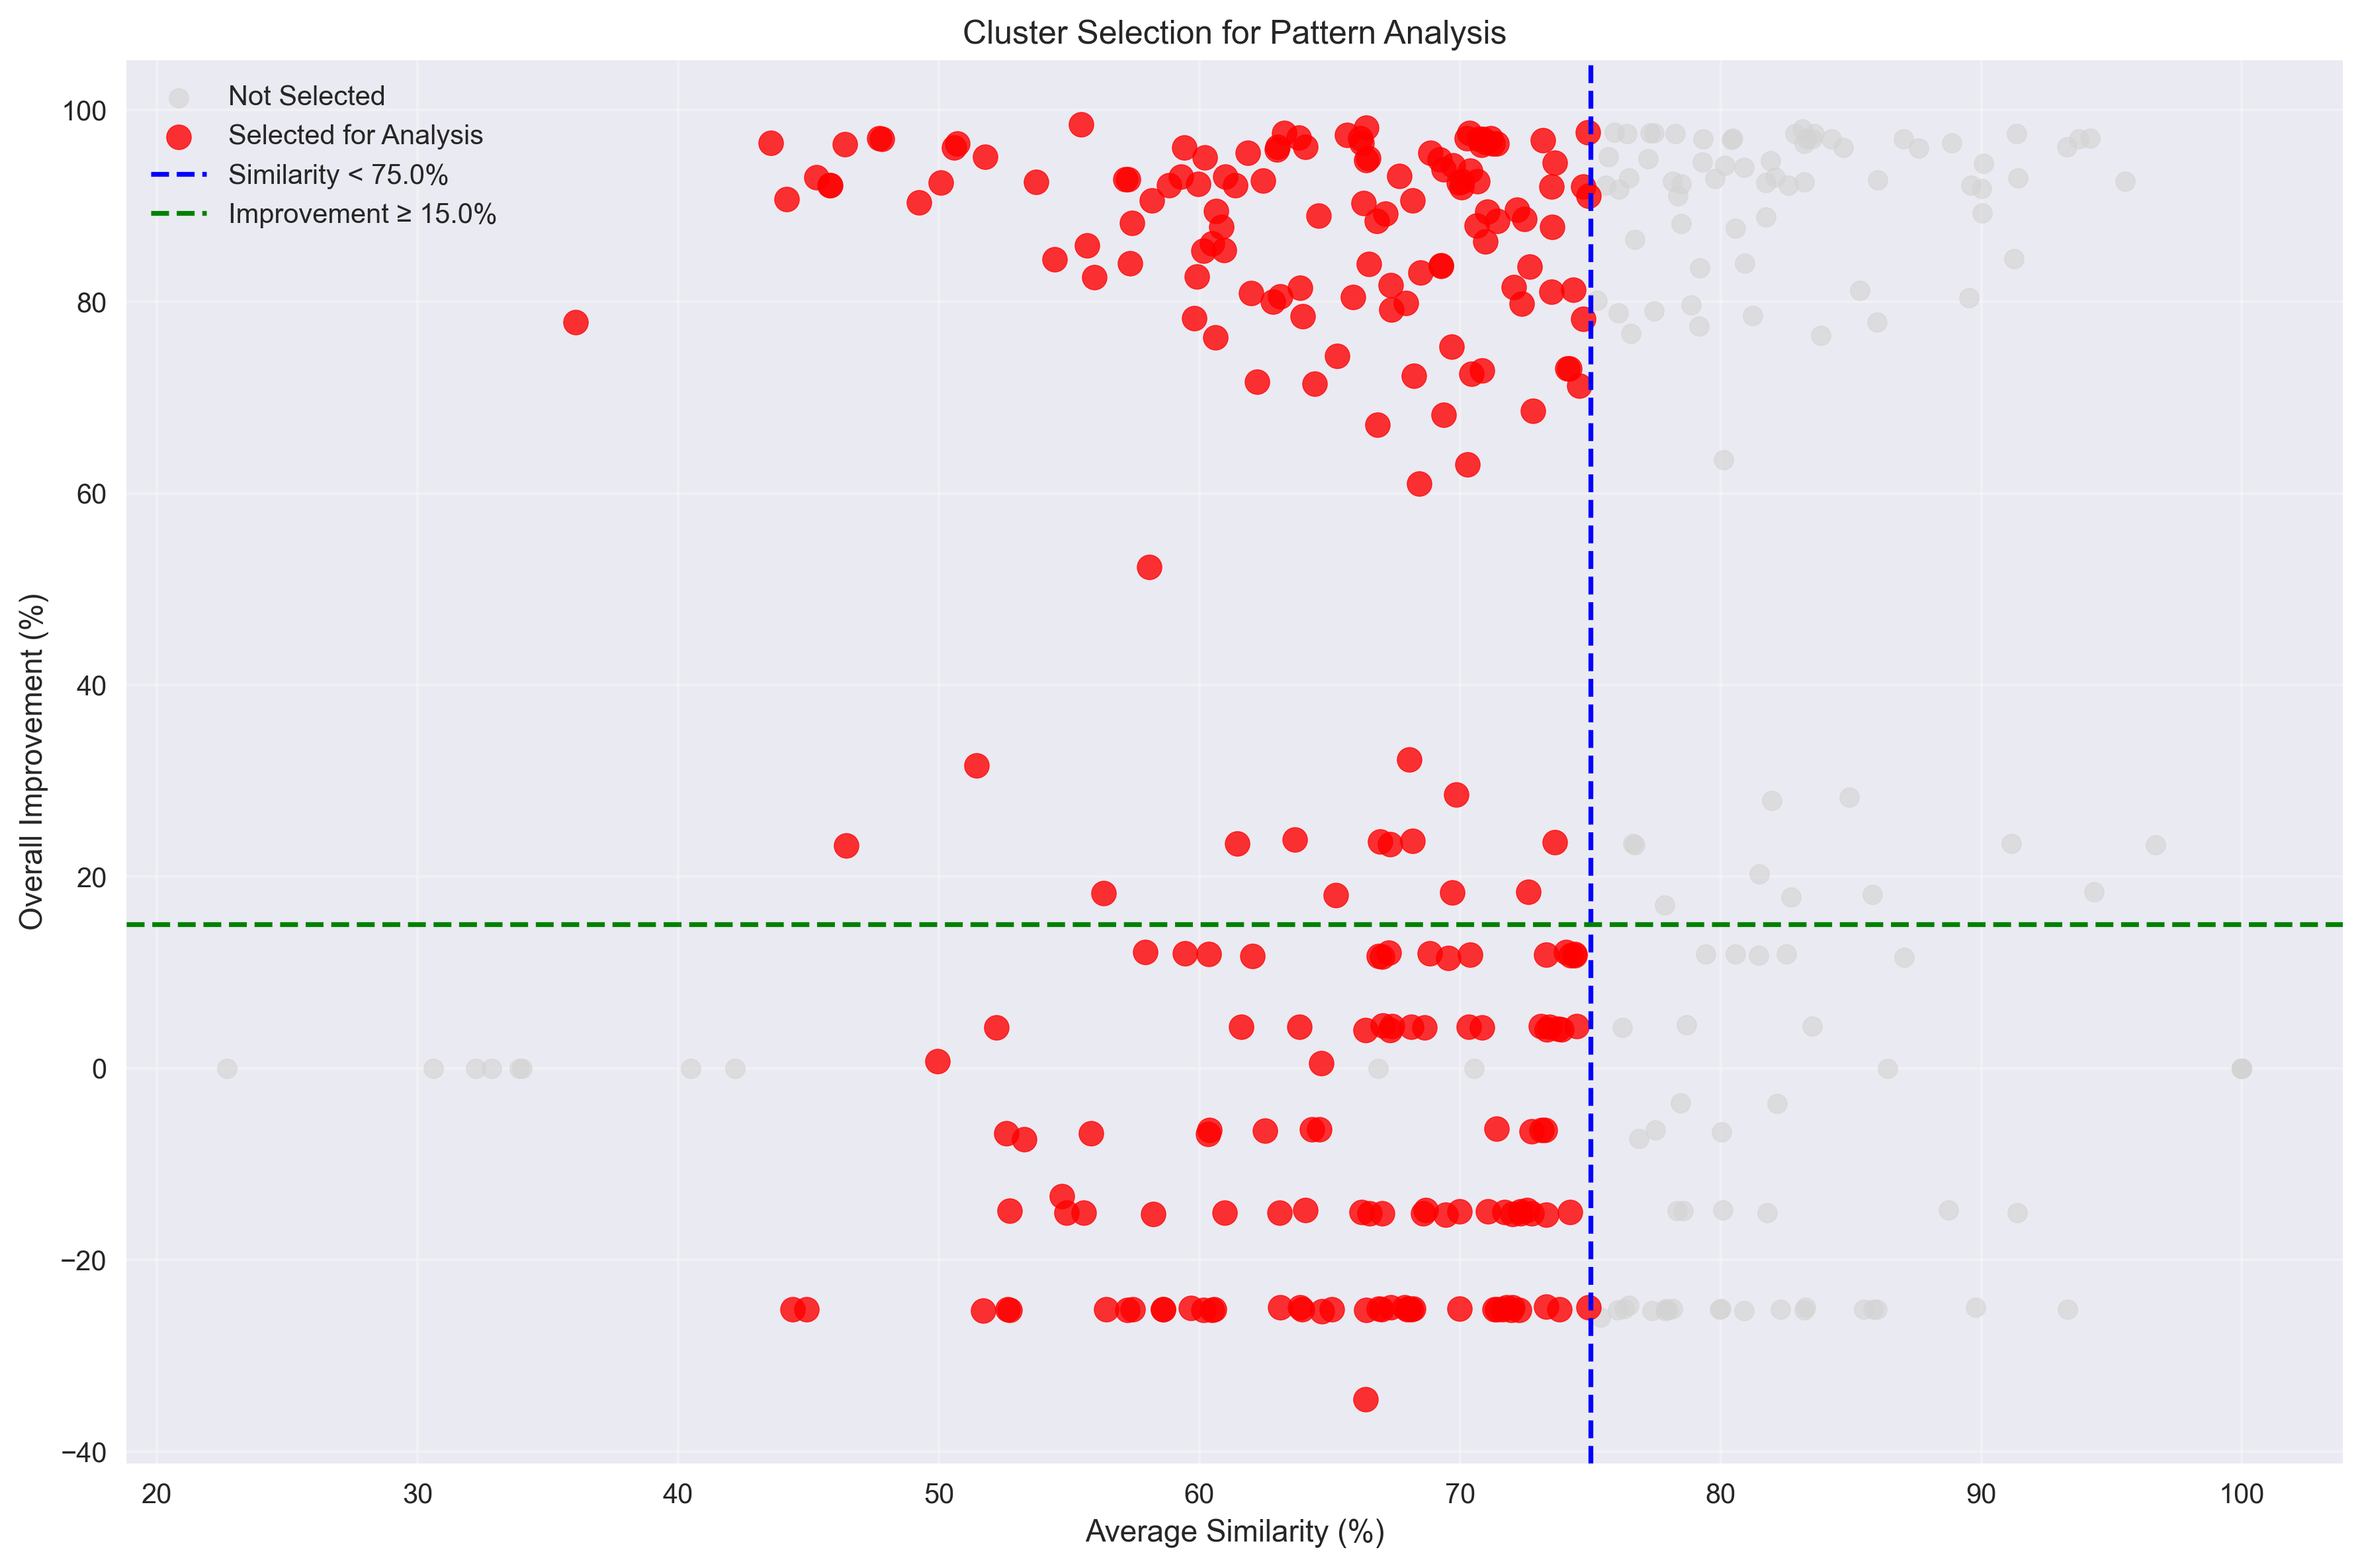 Cluster Selection for Pattern Analysis
Not Selected
Selected for Analysis
Similarity < 75.0%
Improvement ≥ 15.0%
Overall Improvement (%)
100
80
60
40
20
0
−20
−40
20 30 40 50 60 70 80 90 100
Average Similarity (%)